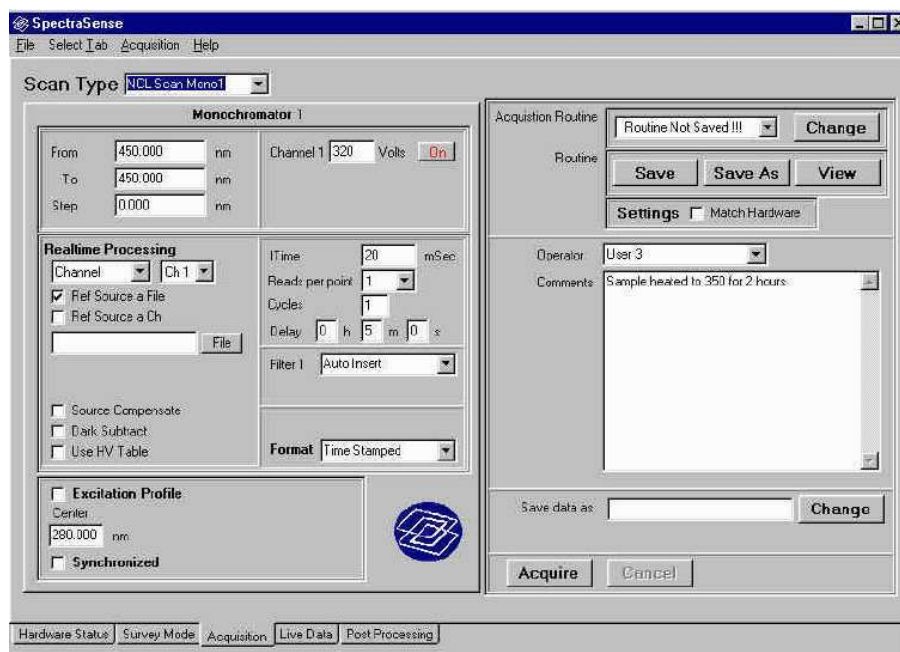 SpectraSense
File Select Tab Acquisition Help
Scan Type NCL Scan Mono1
Monochromator 1
From 450.000 nm
To 450.000 nm
Step 0.000 nm
Channel 1 320 Volts On
Realtime Processing
Channel Ch 1
Ref Source a File
Ref Source a Ch
File
Source Compensate
Dark Subtract
Use HV Table
ITime 20 mSec
Reads per point 1
Cycles 1
Delay 0 h 5 m 0 s
Filter 1 Auto Insert
Format Time Stamped
Excitation Profile
Center
280.000 nm
Synchronized
Acquistion Routine Routine Not Saved !!! Change
Routine Save Save As View
Settings Match Hardware
Operator User 3
Comments Sample heated to 350 for 2 hours
Save data as Change
Acquire Cancel
Hardware Status Survey Mode Acquisition Live Data Post Processing